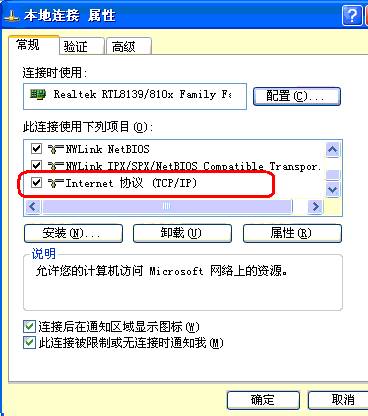 本地连接 属性
常规 验证 高级
连接时使用:
Realtek RTL8139/810x Family Fa
配置(C)...
此连接使用下列项目(O):
NWLink NetBIOS
NWLink IPX/SPX/NetBIOS Compatible Transpor.
Internet 协议 (TCP/IP)
安装(N)... 卸载(U) 属性(R)
说明
允许您的计算机访问 Microsoft 网络上的资源。
连接后在通知区域显示图标(W)
此连接被限制或无连接时通知我(M)
确定 取消